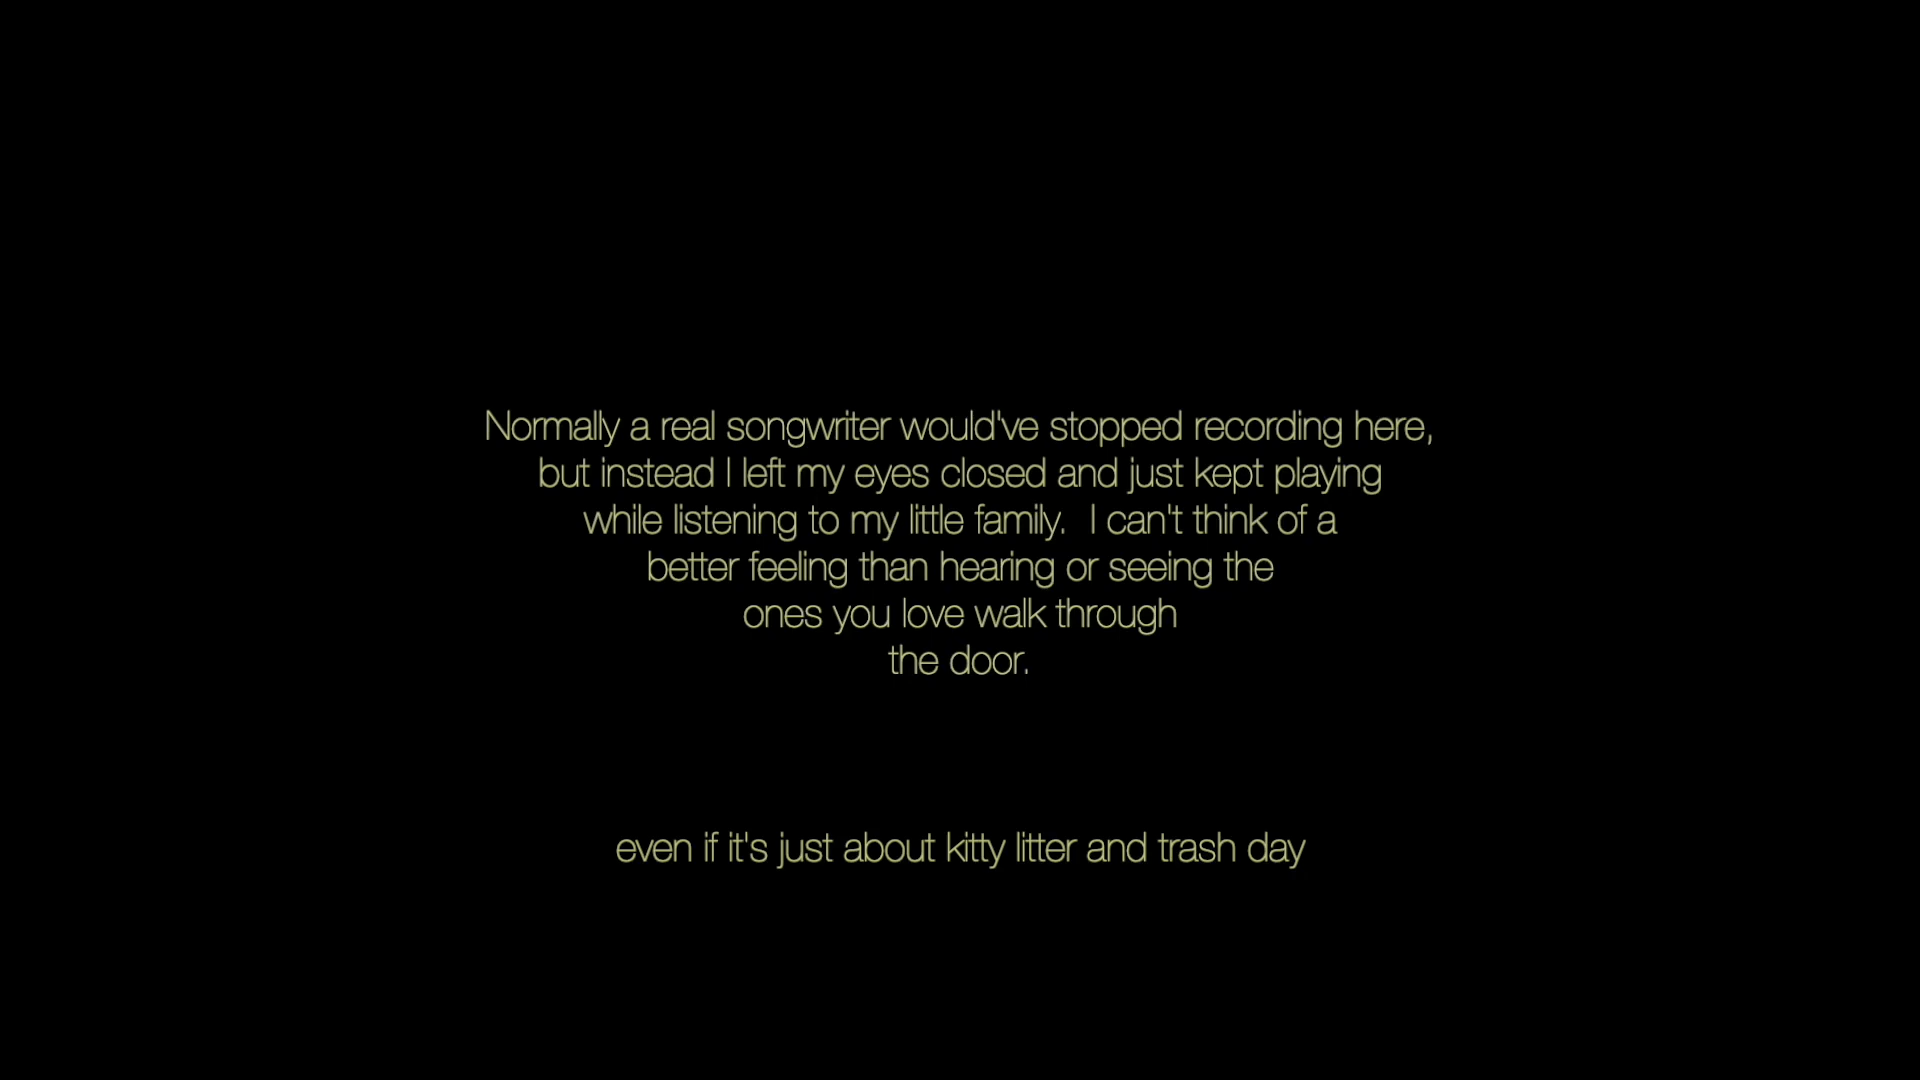 Normally a real songwriter would've stopped recording here,
but instead I left my eyes closed and just kept playing
while listening to my little family.  I can't think of a
better feeling than hearing or seeing the
ones you love walk through
the door.
even if it's just about kitty litter and trash day